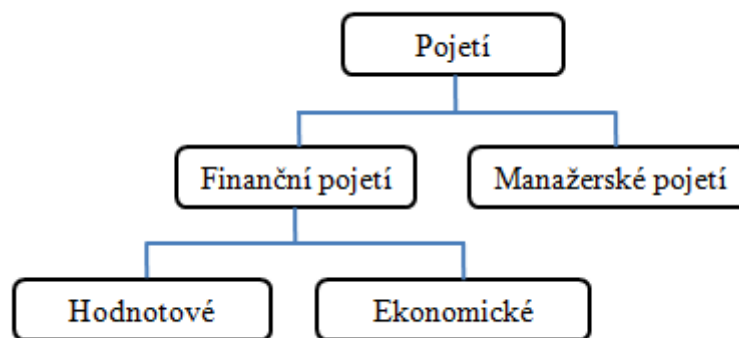 Pojetí
Finanční pojetí
Manažerské pojetí
Hodnotové
Ekonomické